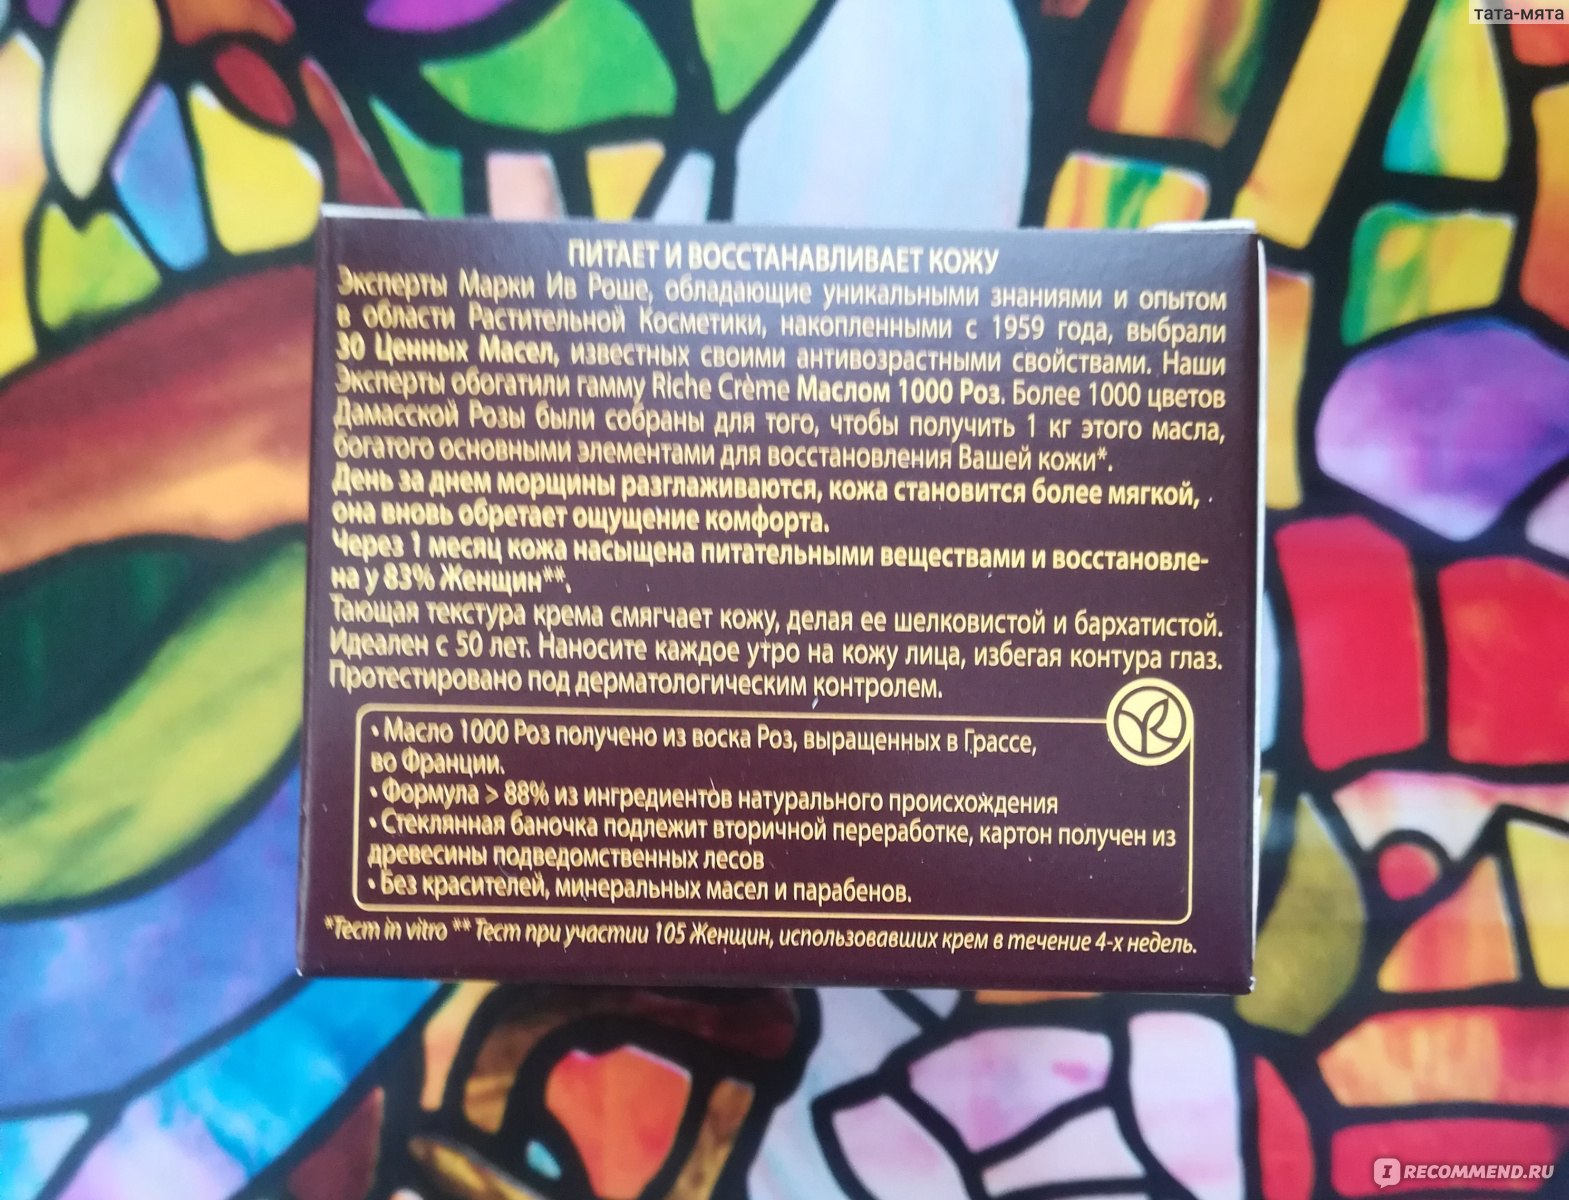 тата-мята
ПИТАЕТ И ВОССТАНАВЛИВАЕТ КОЖУ
Эксперты Марки Ив Роше, обладающие уникальными знаниями и опытом
в области Растительной Косметики, накопленными с 1959 года, выбрали
30 Ценных Масел, известных своими антивозрастными свойствами. Наши
Эксперты обогатили гамму Riche Crème Маслом 1000 Роз. Более 1000 цветов
Дамасской Розы были собраны для того, чтобы получить 1 кг этого масла,
богатого основными элементами для восстановления Вашей кожи*.
День за днем морщины разглаживаются, кожа становится более мягкой,
она вновь обретает ощущение комфорта.
Через 1 месяц кожа насыщена питательными веществами и восстановле-
на у 83% Женщин**.
Тающая текстура крема смягчает кожу, делая ее шелковистой и бархатистой.
Идеален с 50 лет. Наносите каждое утро на кожу лица, избегая контура глаз.
Протестировано под дерматологическим контролем.
• Масло 1000 Роз получено из воска Роз, выращенных в Грассе,
во Франции.
• Формула > 88% из ингредиентов натурального происхождения
• Стеклянная баночка подлежит вторичной переработке, картон получен из
древесины подведомственных лесов
• Без красителей, минеральных масел и парабенов.
*Тест in vitro ** Тест при участии 105 Женщин, использовавших крем в течение 4-х недель.
IRECOMMEND.RU